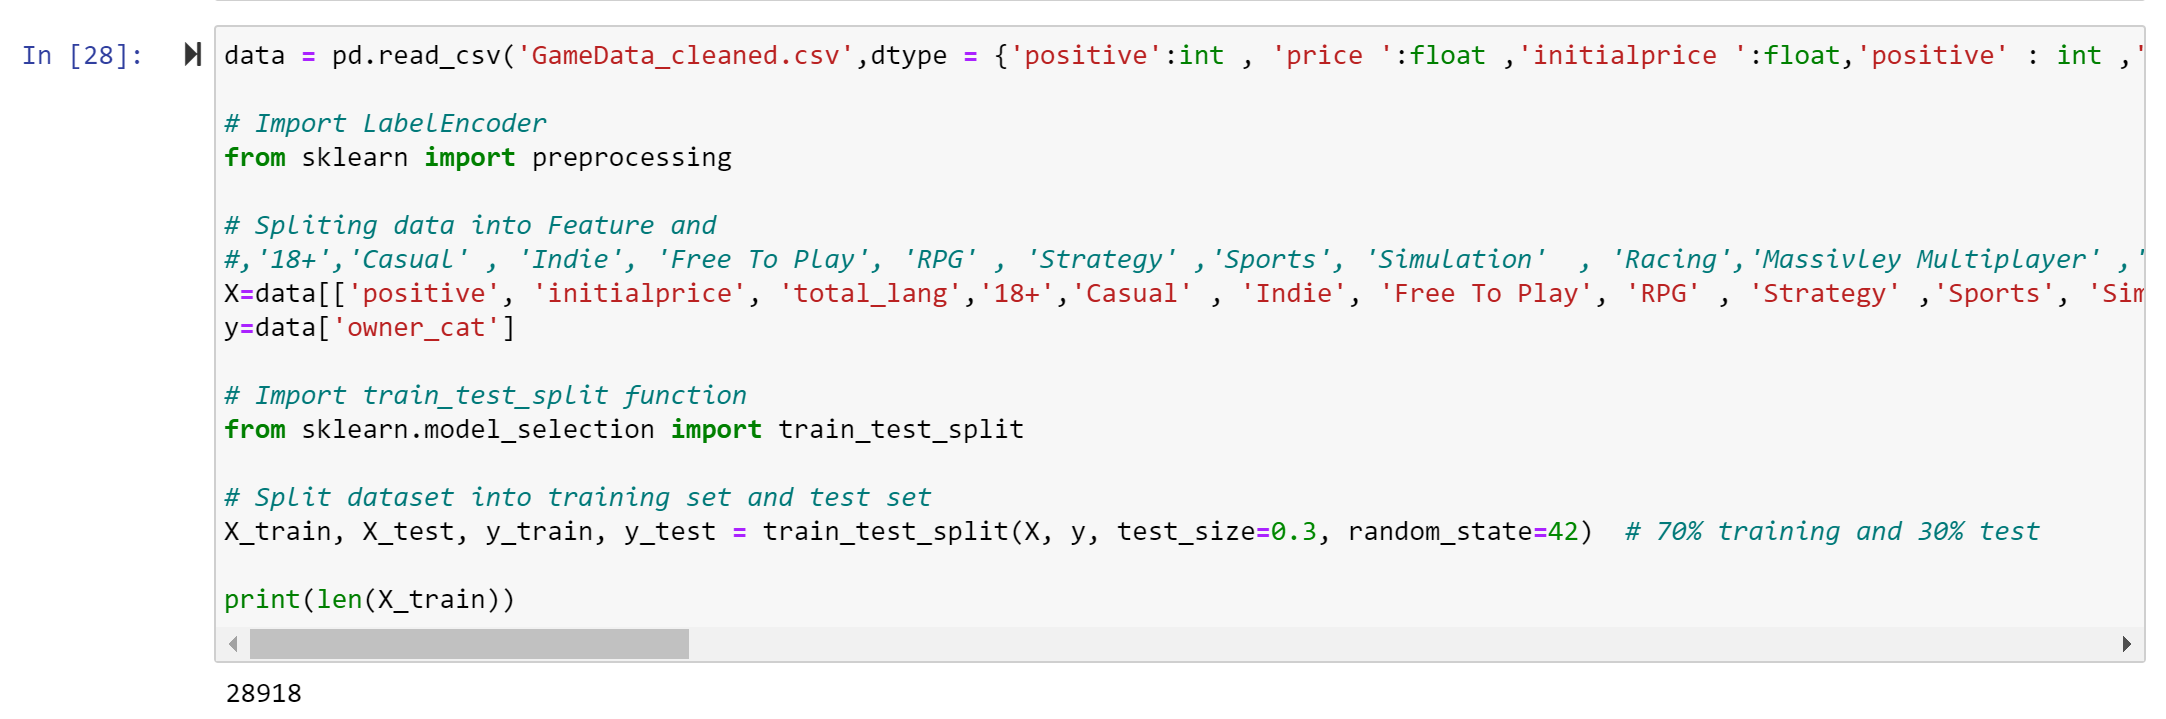 In [28]:
data = pd.read_csv('GameData_cleaned.csv',dtype = {'positive':int , 'price ':float ,'initialprice ':float,'positive' : int ,'
# Import LabelEncoder
from sklearn import preprocessing
# Spliting data into Feature and
#,'18+','Casual' , 'Indie', 'Free To Play', 'RPG' , 'Strategy' ,'Sports', 'Simulation'  , 'Racing','Massivley Multiplayer' ,'
X=data[['positive', 'initialprice', 'total_lang','18+','Casual' , 'Indie', 'Free To Play', 'RPG' , 'Strategy' ,'Sports', 'Sim
y=data['owner_cat']
# Import train_test_split function
from sklearn.model_selection import train_test_split
# Split dataset into training set and test set
X_train, X_test, y_train, y_test = train_test_split(X, y, test_size=0.3, random_state=42)  # 70% training and 30% test
print(len(X_train))
28918